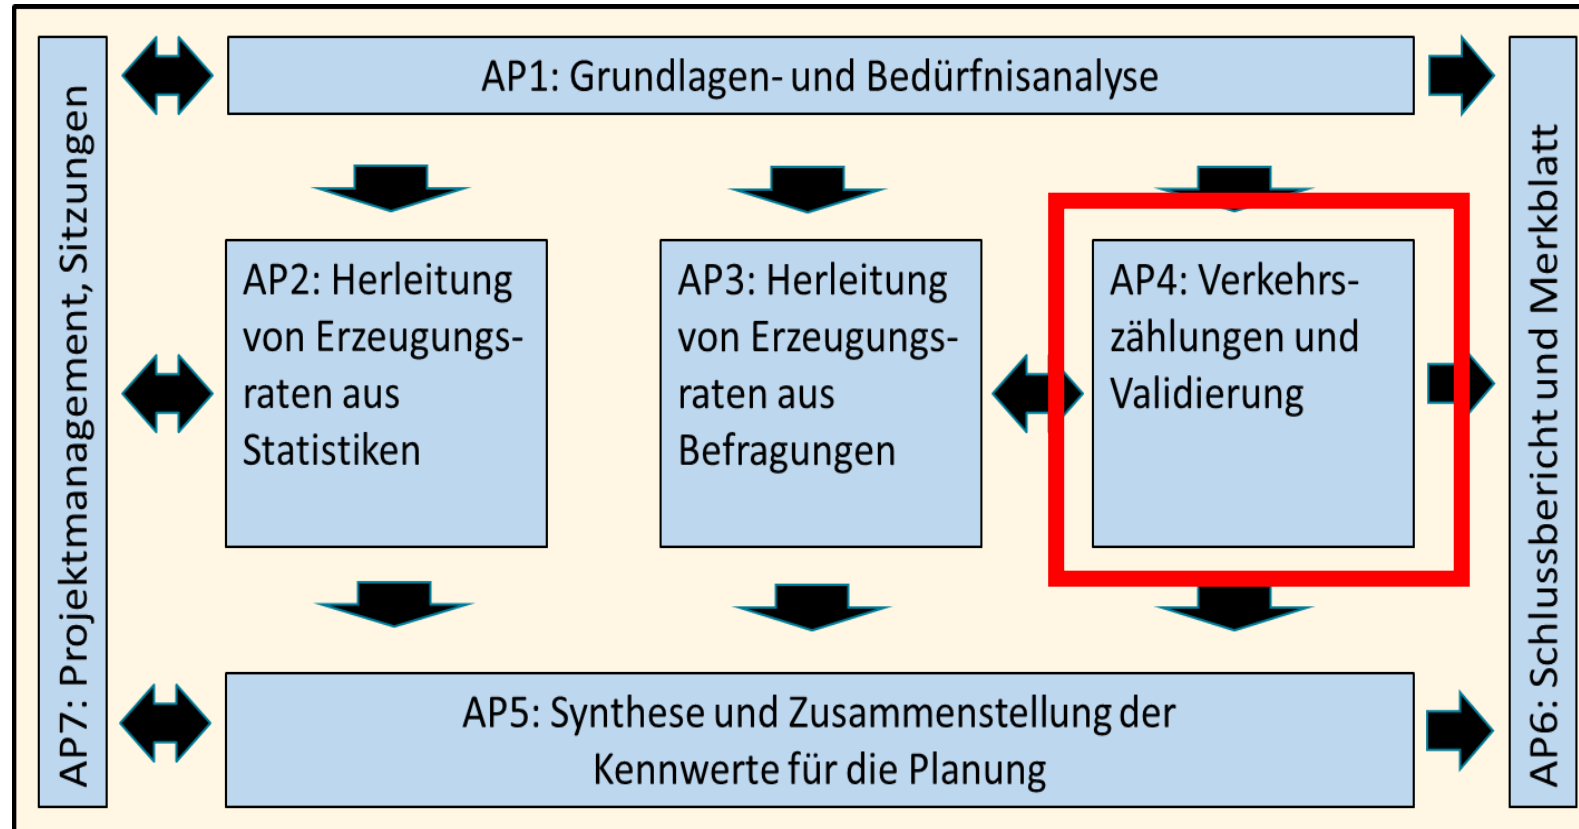 AP7: Projektmanagement, Sitzungen
AP1: Grundlagen- und Bedürfnisanalyse
AP2: Herleitung
von Erzeugungs-
raten aus
Statistiken
AP3: Herleitung
von Erzeugungs-
raten aus
Befragungen
AP4: Verkehrs-
zählungen und
Validierung
AP5: Synthese und Zusammenstellung der
Kennwerte für die Planung
AP6: Schlussbericht und Merkblatt